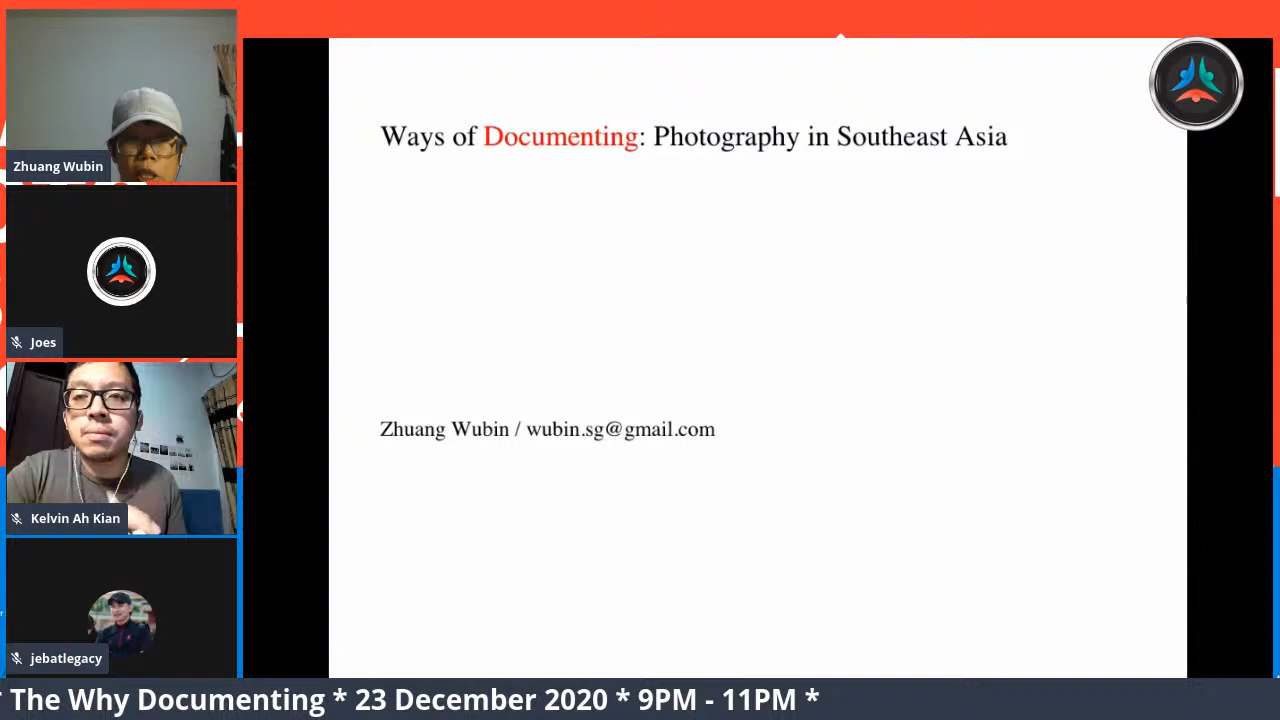 Zhuang Wubin
Joes
Kelvin Ah Kian
jebatlegacy
Ways of Documenting: Photography in Southeast Asia
Zhuang Wubin / wubin.sg@gmail.com
The Why Documenting * 23 December 2020 * 9PM - 11PM *